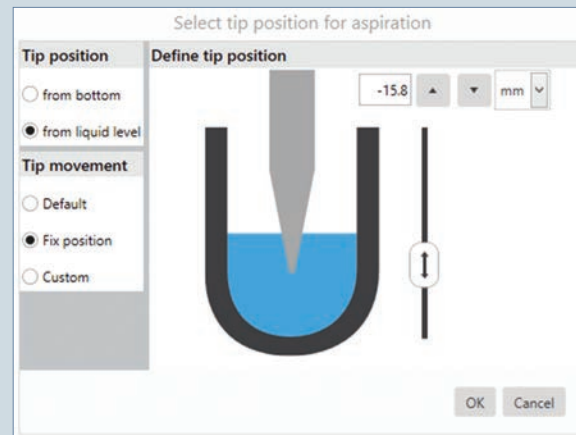 Select tip position for aspiration
Tip position
from bottom
from liquid level
Tip movement
Default
Fix position
Custom
Define tip position
-15.8
mm
OK
Cancel